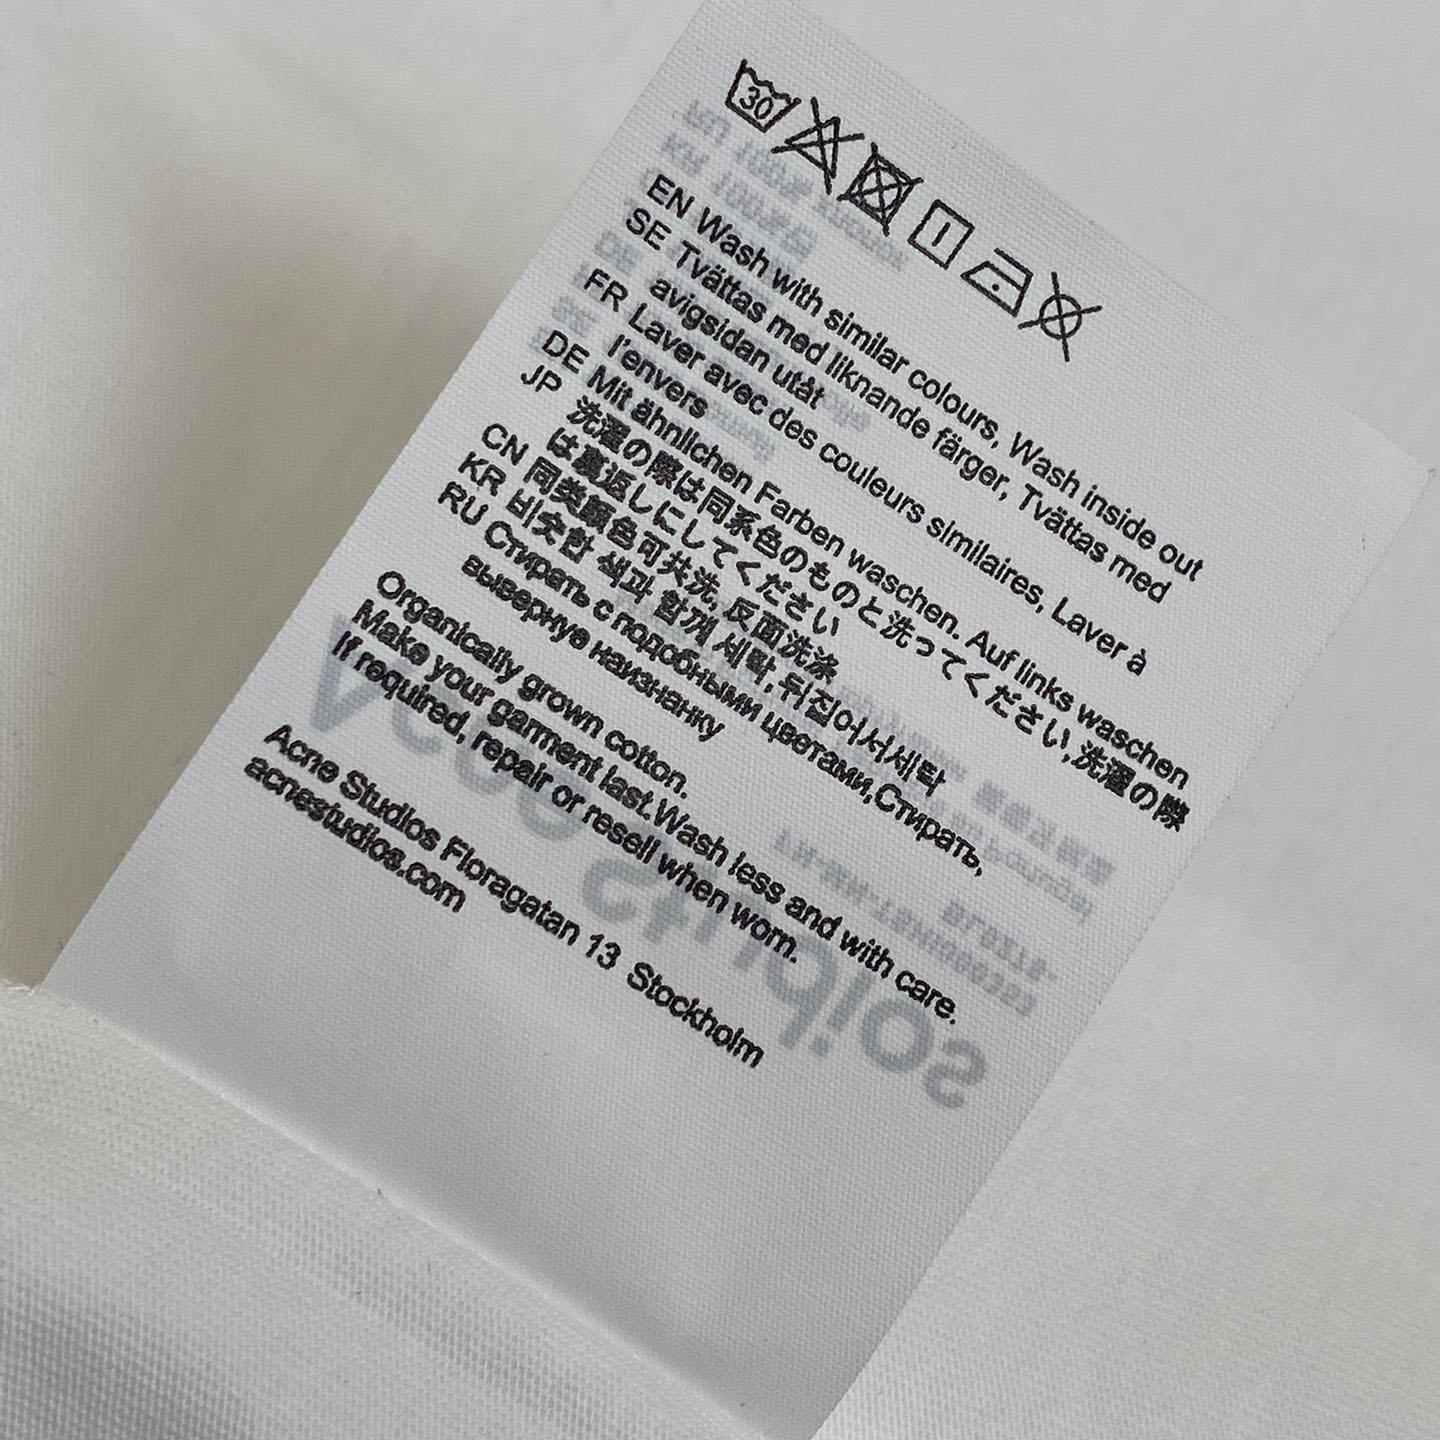 30
EN Wash with similar colours, Wash inside out
SE Tvättas med liknande färger, Tvättas med
avigsidan utåt
FR Laver avec des couleurs similaires, Laver à
l'envers
DE Mit ähnlichen Farben waschen. Auf links waschen
JP 洗濯の際は同系色のものと洗ってください,洗濯の際
は裏返しにしてください
CN 同类颜色可共洗, 反面洗涤
KR 비슷한 색과 함께 세탁, 뒤집어서세탁
RU Стирать с подобными цветами,Стирать,
вывернув наизнанку
Organically grown cotton.
Make your garment last.Wash less and with care.
If required, repair or resell when worn.
Acne Studios Floragatan 13 Stockholm
acnestudios.com